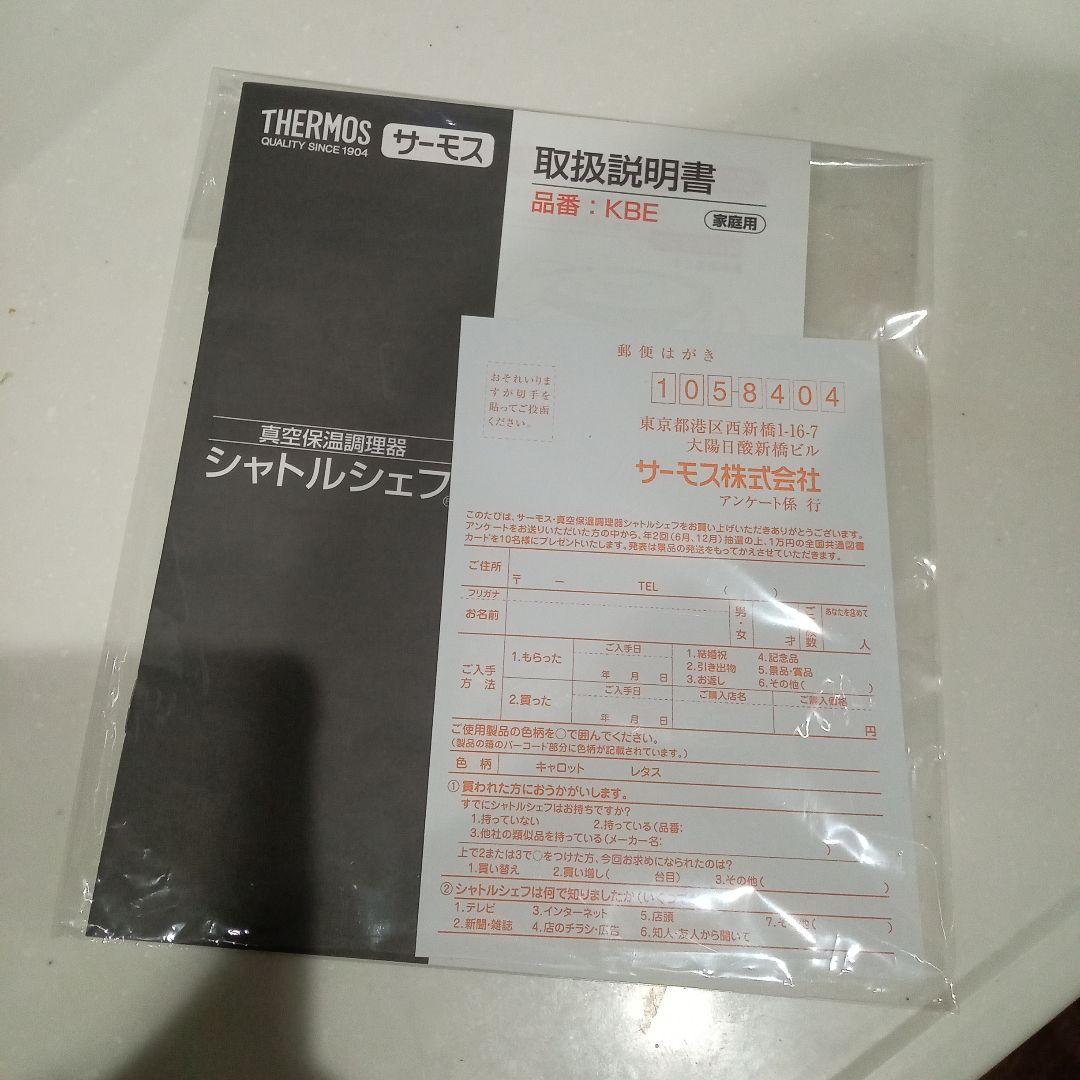 THERMOS
QUALITY SINCE 1904
サーモス
取扱説明書
品番：KBE
家庭用
真空保温調理器
シャトルシェフ
郵便はがき
おそれいりま
すが切手を
貼ってご投函
ください。
105-8404
東京都港区西新橋1-16-7
大陽日酸新橋ビル
サーモス株式会社
アンケート係 行
このたびは、サーモス・真空保温調理器シャトルシェフをお買い上げいただきありがとうございます。
アンケートをお送りいただいた方の中から、年2回(6月、12月)抽選の上、1万円の全国共通図書
カードを10名様にプレゼントいたします。発表は景品の発送をもってかえさせていただきます。
ご住所
〒 － TEL ( )
フリガナ
お名前
男・女
才
あなたを含めて
人
ご入手方法
1.もらった
ご入手日
年 月 日
1.結婚祝 4.記念品
2.引き出物 5.景品・賞品
3.お返し 6.その他( )
2.買った
ご入手日
年 月 日
ご購入店名
ご購入価格
円
ご使用製品の色柄を○で囲んでください。
(製品の箱のバーコード部分に色柄が記載されています。)
色柄 キャロット レタス
①買われた方におうかがいします。
すでにシャトルシェフはお持ちですか?
1.持っていない 2.持っている(品番:
3.他社の類似品を持っている(メーカー名: )
上で2または3で○をつけた方、今回お求めになられたのは?
1.買い替え 2.買い増し( 台目) 3.その他( )
②シャトルシェフは何で知りましたか
1.テレビ 3.インターネット 5.店頭 7.その他( )
2.新聞・雑誌 4.店のチラシ・広告 6.知人・友人から聞いて